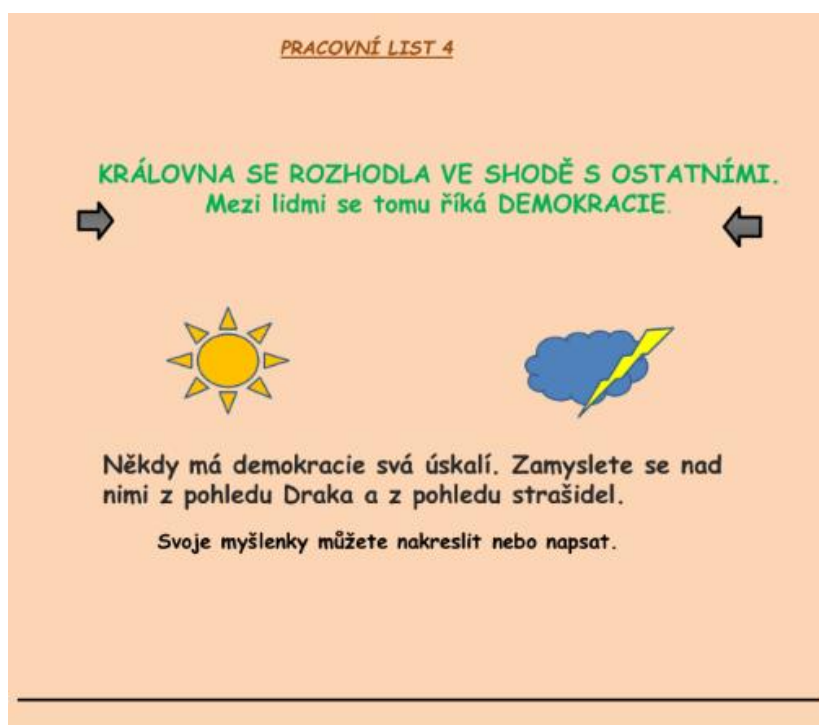 PRACOVNÍ LIST 4
KRÁLOVNA SE ROZHODLA VE SHODĚ S OSTATNÍMI.
Mezi lidmi se tomu říká DEMOKRACIE.
Někdy má demokracie svá úskalí. Zamyslete se nad
nimi z pohledu Draka a z pohledu strašidel.
Svoje myšlenky můžete nakreslit nebo napsat.